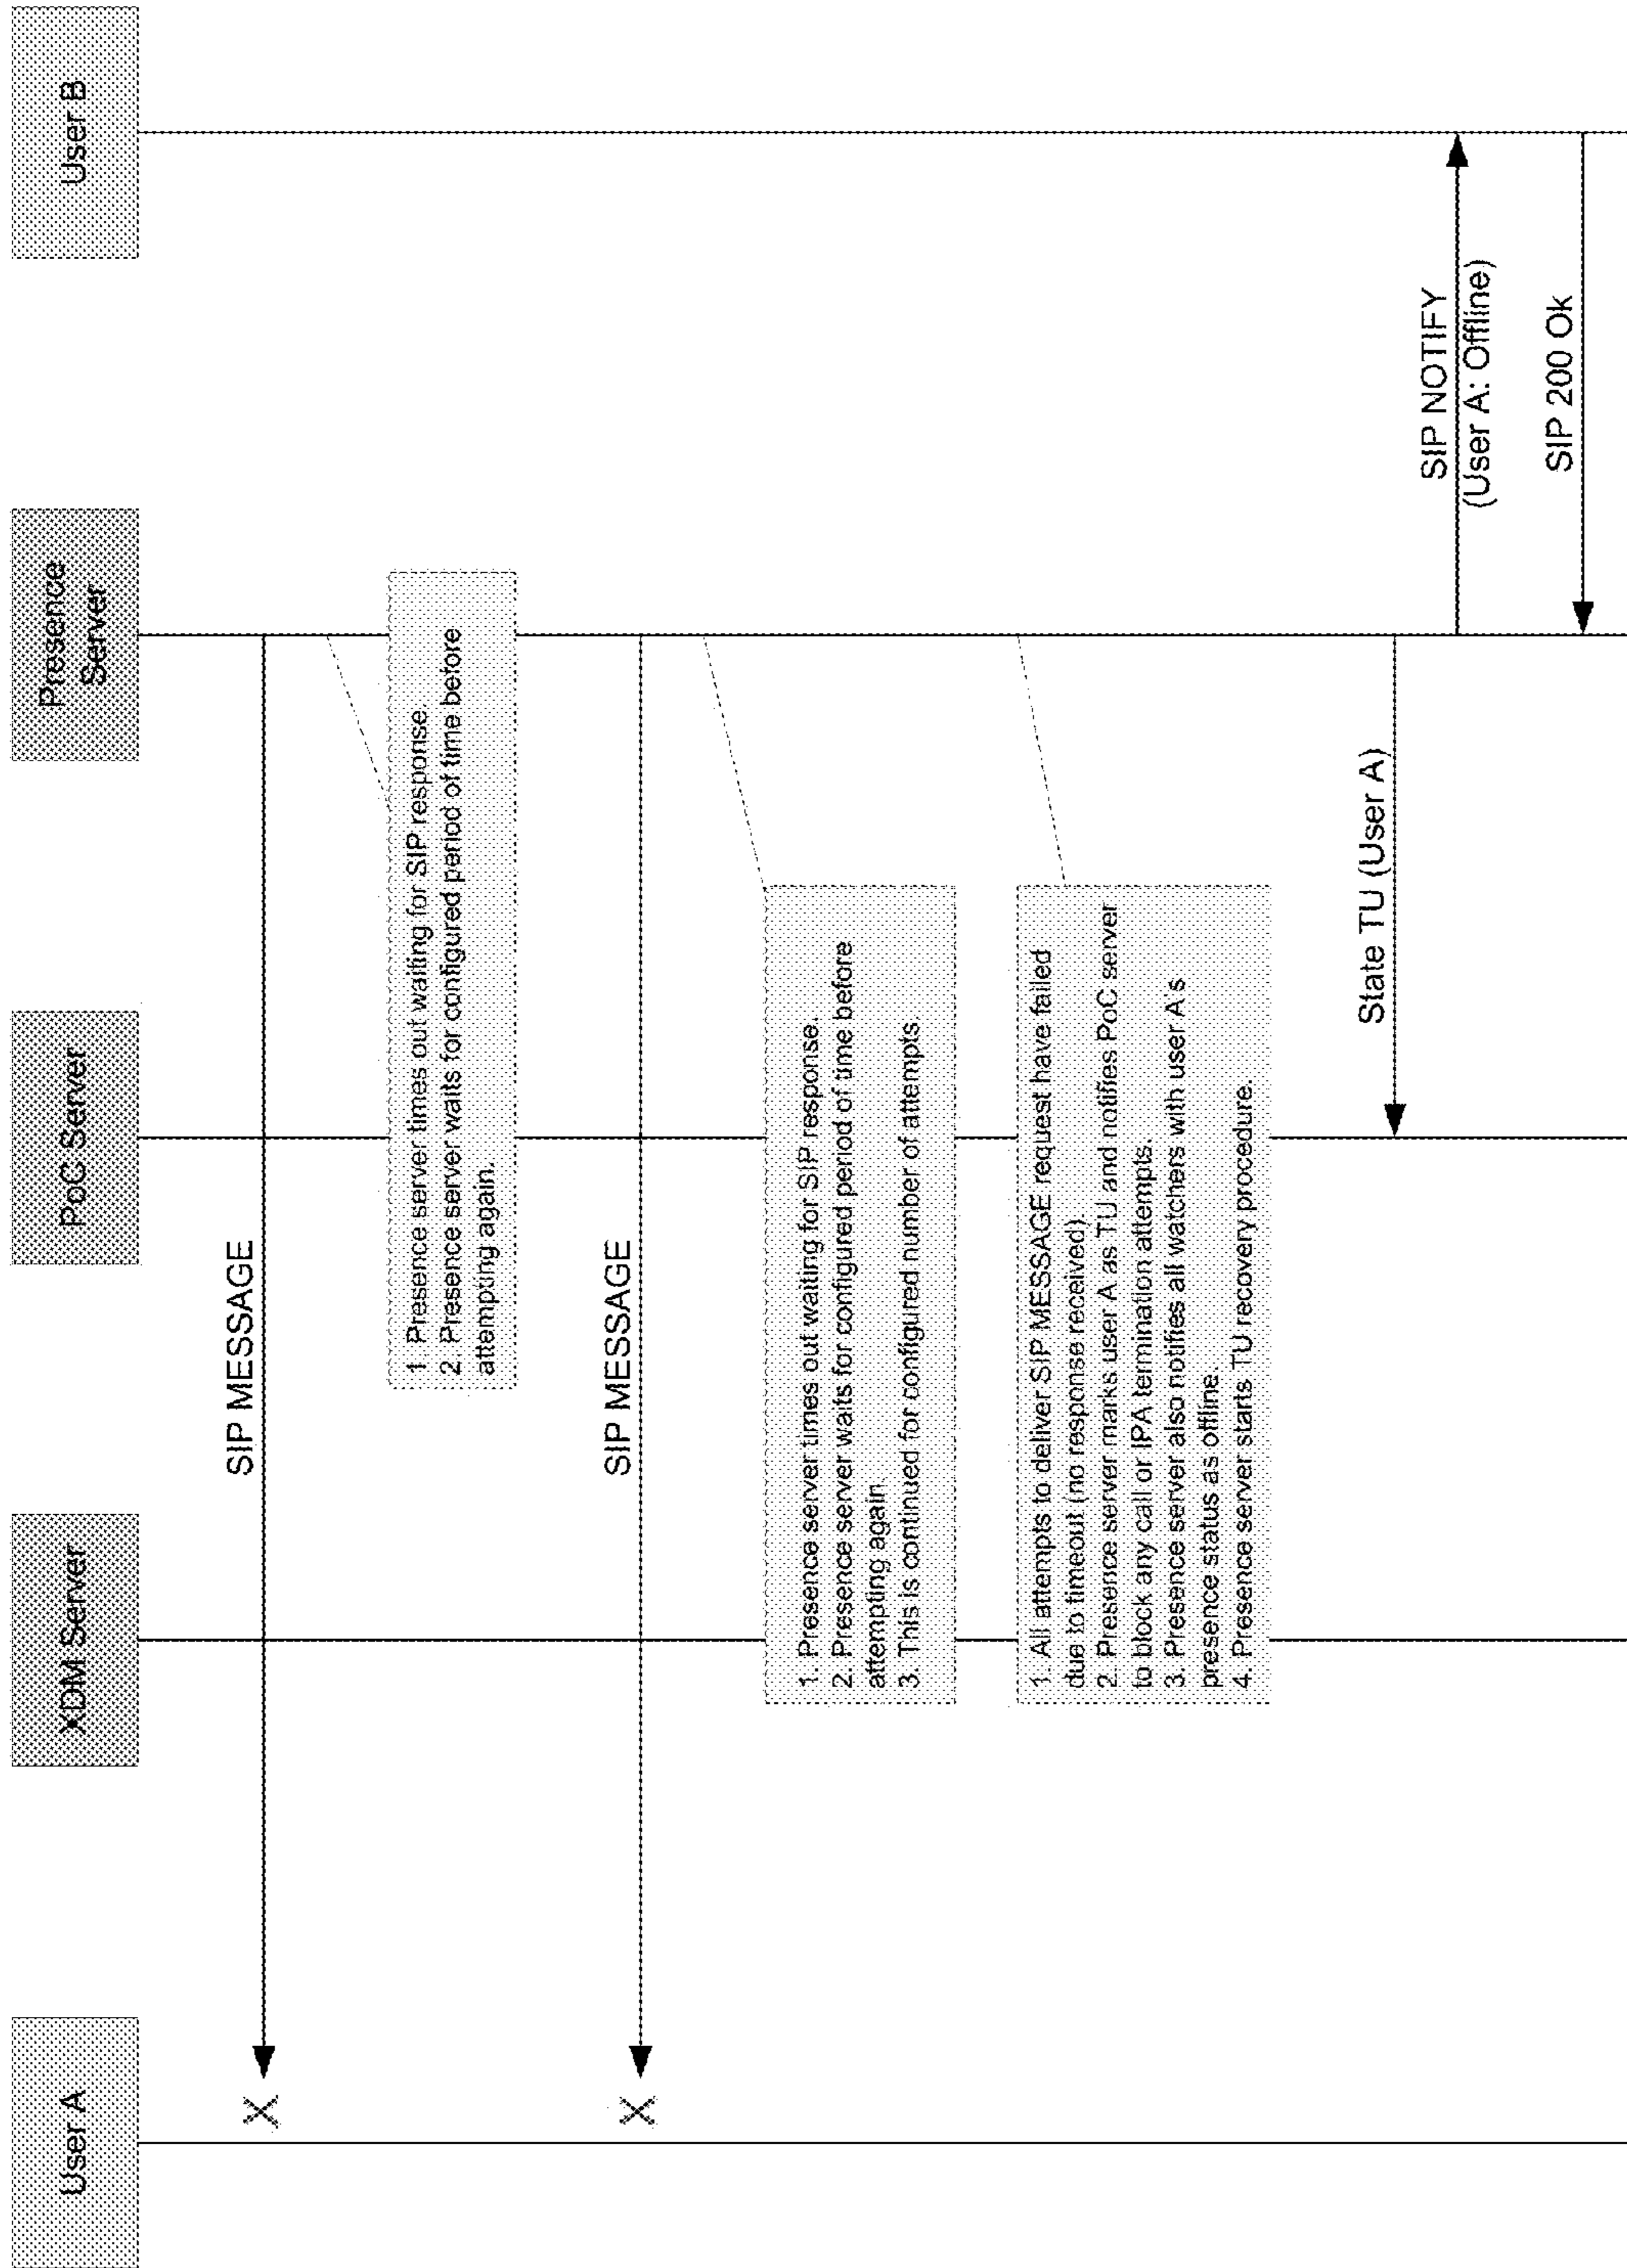 User A
XDM Server
PoC Server
Presence
Server
User B
SIP MESSAGE
1. Presence server times out waiting for SIP response.
2. Presence server waits for configured period of time before
attempting again.
SIP MESSAGE
1. Presence server times out waiting for SIP response.
2. Presence server waits for configured period of time before
attempting again.
3. This is continued for configured number of attempts.
1. All attempts to deliver SIP MESSAGE request have failed
due to timeout (no response received).
2. Presence server marks user A as TU and notifies PoC server
to block any call or IPA termination attempts.
3. Presence server also notifies all watchers with user A s
presence status as offline.
4. Presence server starts TU recovery procedure.
State TU (User A)
SIP NOTIFY
(User A: Offline)
SIP 200 Ok
X
X